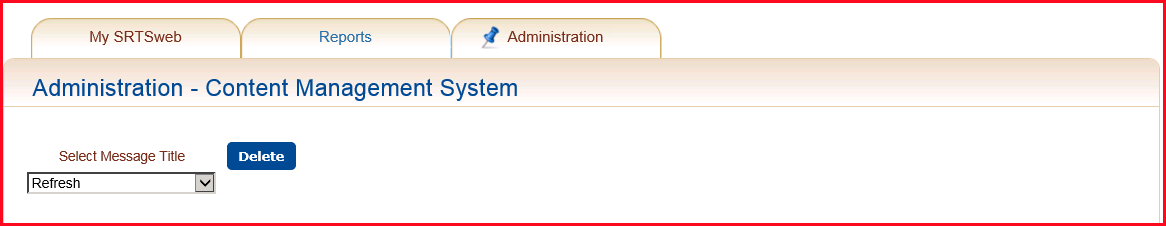 My SRTSweb Reports Administration
Administration - Content Management System
Select Message Title Delete
Refresh